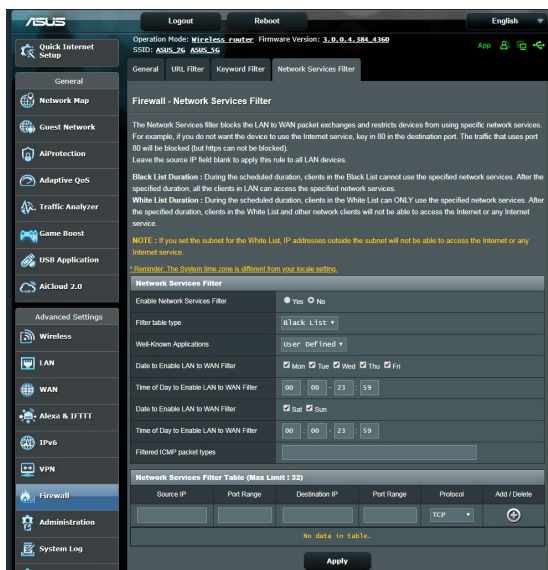 ASUS
Logout
Reboot
English
Operation Mode: Wireless router Firmware Version: 3.0.0.4.384_4360
SSID: ASUS_2G ASUS_5G
App
Quick Internet
Setup
General
Network Map
Guest Network
AiProtection
Adaptive QoS
Traffic Analyzer
Game Boost
USB Application
AiCloud 2.0
Advanced Settings
Wireless
LAN
WAN
Alexa & IFTTT
IPv6
VPN
Firewall
Administration
System Log
General
URL Filter
Keyword Filter
Network Services Filter
Firewall - Network Services Filter
The Network Services filter blocks the LAN to WAN packet exchanges and restricts devices from using specific network services.
For example, if you do not want the device to use the Internet service, key in 80 in the destination port. The traffic that uses port
80 will be blocked (but https can not be blocked).
Leave the source IP field blank to apply this rule to all LAN devices.
Black List Duration : During the scheduled duration, clients in the Black List cannot use the specified network services. After the
specified duration, all the clients in LAN can access the specified network services.
White List Duration : During the scheduled duration, clients in the White List can ONLY use the specified network services. After
the specified duration, clients in the White List and other network clients will not be able to access the Internet or any Internet
service.
NOTE : If you set the subnet for the White List, IP addresses outside the subnet will not be able to access the Internet or any
Internet service.
* Reminder: The System time zone is different from your locale setting.
Network Services Filter
Enable Network Services Filter
Yes No
Filter table type
Black List
Well-Known Applications
User Defined
Date to Enable LAN to WAN Filter
Mon Tue Wed Thu Fri
Time of Day to Enable LAN to WAN Filter
00 : 00 - 23 : 59
Date to Enable LAN to WAN Filter
Sat Sun
Time of Day to Enable LAN to WAN Filter
00 : 00 - 23 : 59
Filtered ICMP packet types
Network Services Filter Table (Max Limit : 32)
Source IP
Port Range
Destination IP
Port Range
Protocol
Add / Delete
TCP
No data in table.
Apply